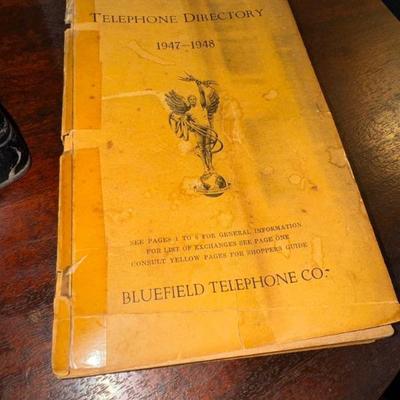 TELEPHONE DIRECTORY
1947-1948
SEE PAGES 1 TO 8 FOR GENERAL INFORMATION
FOR LIST OF EXCHANGES SEE PAGE ONE
CONSULT YELLOW PAGES FOR SHOPPERS GUIDE
BLUEFIELD TELEPHONE CO.